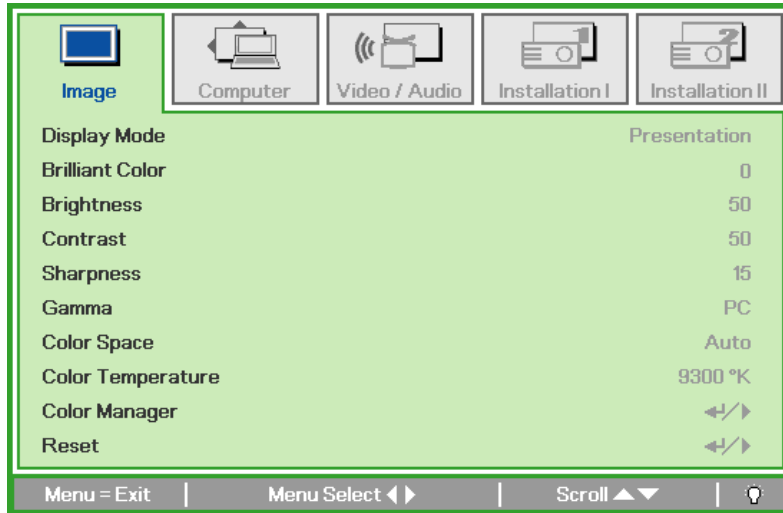 Image Computer Video / Audio Installation I Installation II
Display Mode Presentation
Brilliant Color 0
Brightness 50
Contrast 50
Sharpness 15
Gamma PC
Color Space Auto
Color Temperature 9300 °K
Color Manager ↵/▶
Reset ↵/▶
Menu = Exit Menu Select ◀ ▶ Scroll ▲▼